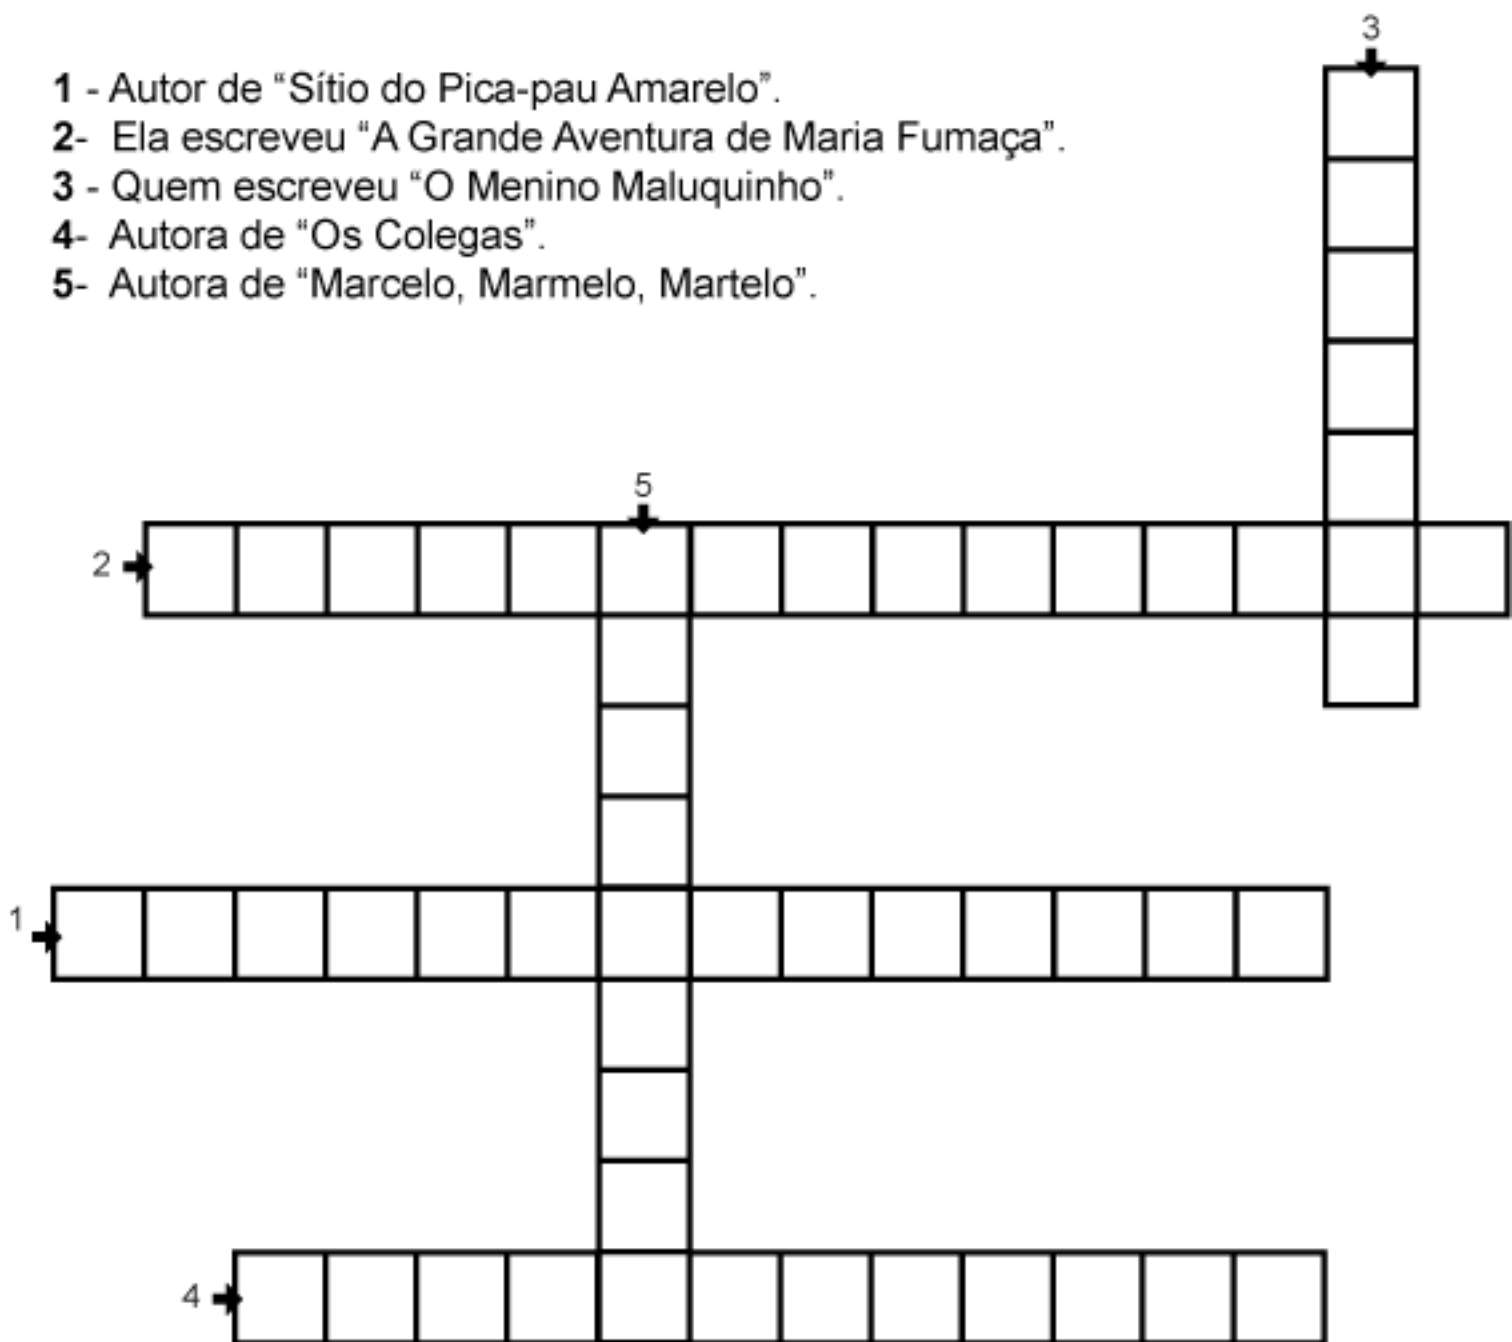 3
1 - Autor de “Sítio do Pica-pau Amarelo”.
2- Ela escreveu “A Grande Aventura de Maria Fumaça”.
3 - Quem escreveu “O Menino Maluquinho”.
4- Autora de “Os Colegas”.
5- Autora de “Marcelo, Marmelo, Martelo”.
5
2
1
4